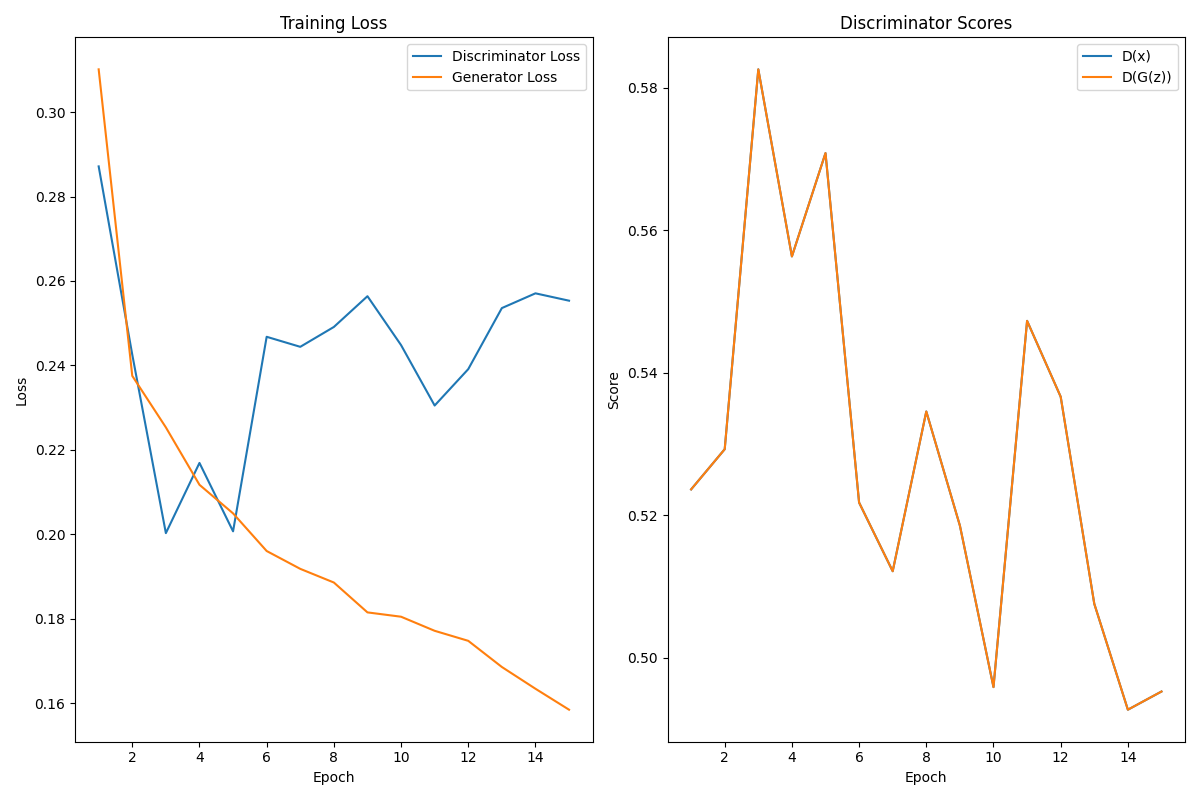 Training Loss
Discriminator Loss
Generator Loss
0.30
0.28
0.26
0.24
0.22
0.20
0.18
0.16
Loss
2 4 6 8 10 12 14
Epoch
Discriminator Scores
D(x)
D(G(z))
0.58
0.56
0.54
0.52
0.50
Score
2 4 6 8 10 12 14
Epoch